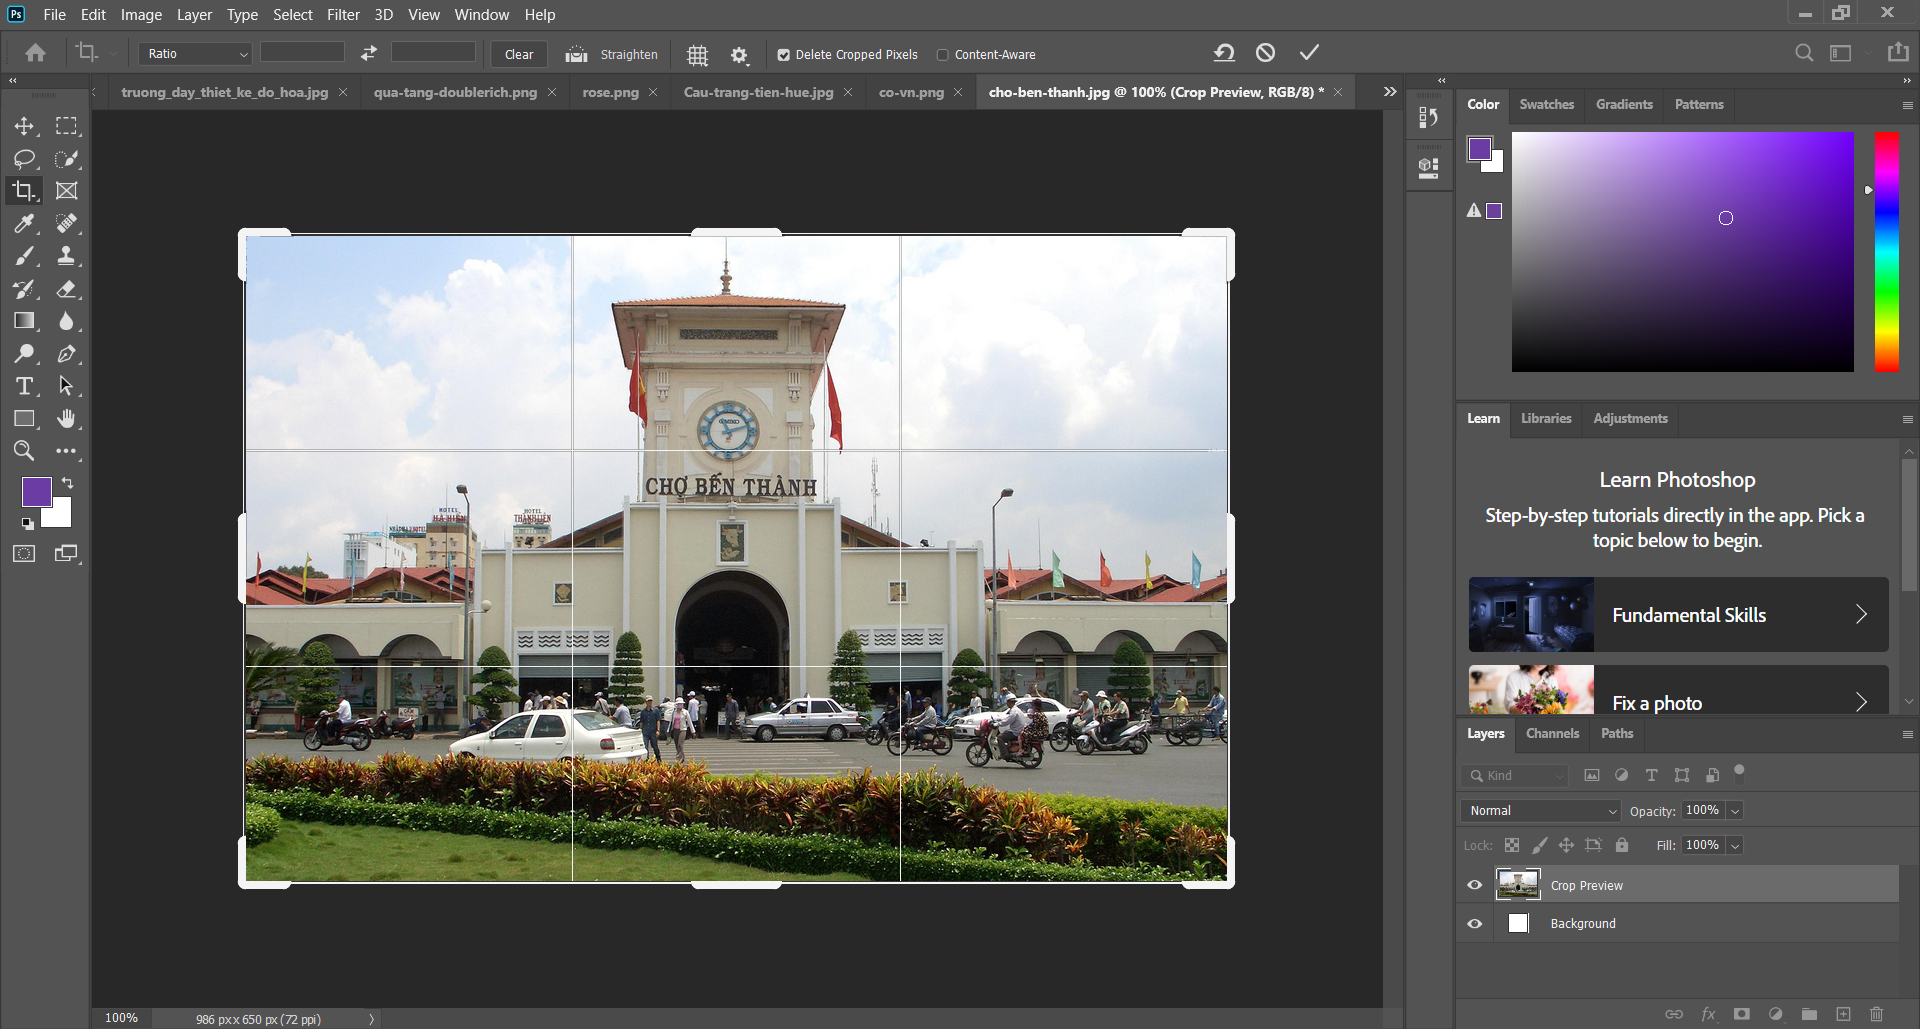 Ps File Edit Image Layer Type Select Filter 3D View Window Help
Ratio Clear Straighten Delete Cropped Pixels Content-Aware
truong_day_thiet_ke_do_hoa.jpg qua-tang-doublerich.png rose.png Cau-trang-tien-hue.jpg co-vn.png cho-ben-thanh.jpg @ 100% (Crop Preview, RGB/8) *
Color Swatches Gradients Patterns
CHỢ BẾN THÀNH
HOTEL
HOTEL
Learn Libraries Adjustments
Learn Photoshop
Step-by-step tutorials directly in the app. Pick a
topic below to begin.
Fundamental Skills
Fix a photo
Layers Channels Paths
Kind
Normal Opacity: 100%
Lock: Fill: 100%
Crop Preview
Background
fx
100% 986 px x 650 px (72 ppi)